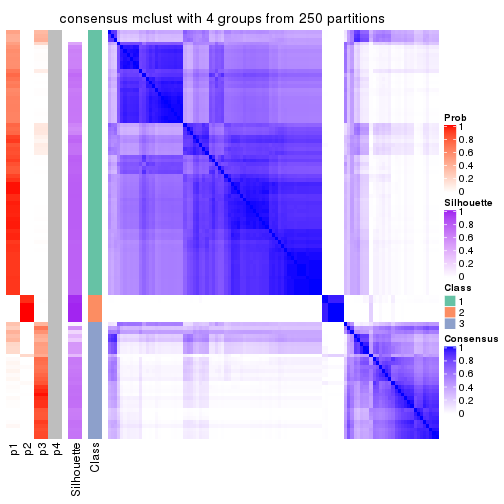 consensus mclust with 4 groups from 250 partitions
Prob
1
0.8
0.6
0.4
0.2
0
Silhouette
1
0.8
0.6
0.4
0.2
0
Class
1
2
3
Consensus
1
0.8
0.6
0.4
0.2
0
p1
p2
p3
p4
Silhouette
Class